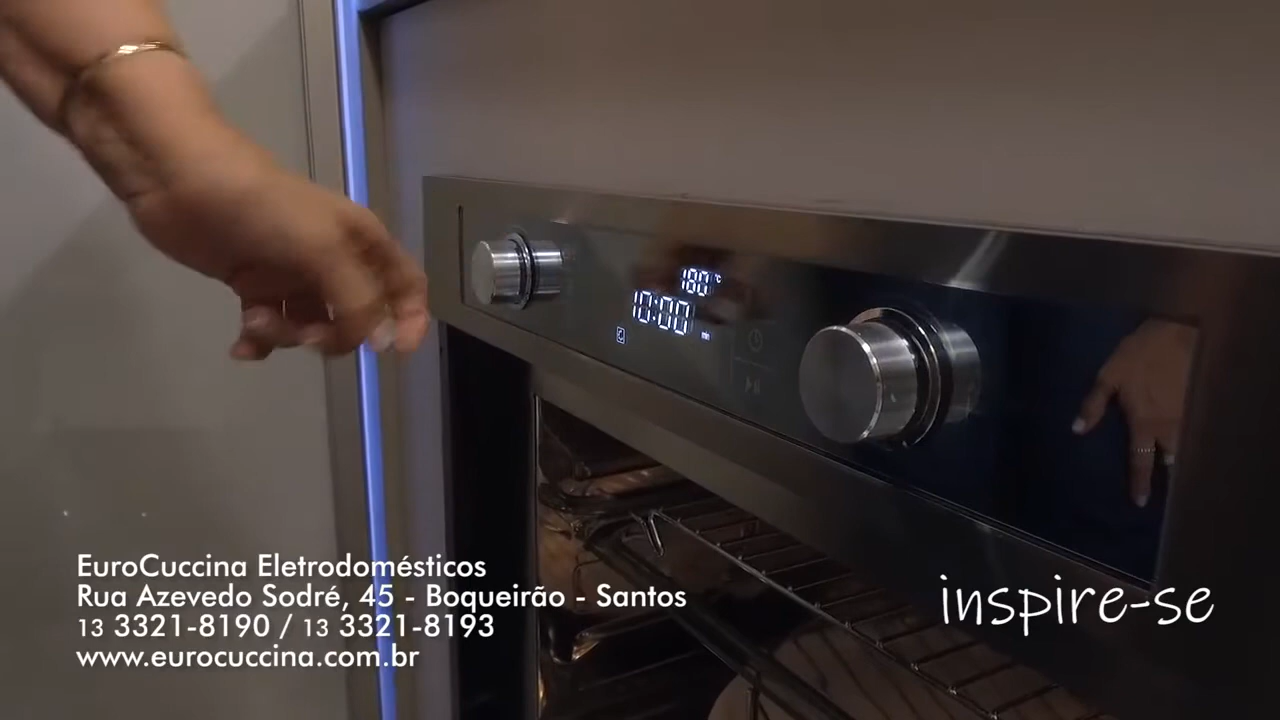 180 °C
10:00
min
EuroCuccina Eletrodomésticos
Rua Azevedo Sodré, 45 - Boqueirão - Santos
13 3321-8190 / 13 3321-8193
www.eurocuccina.com.br
inspire-se